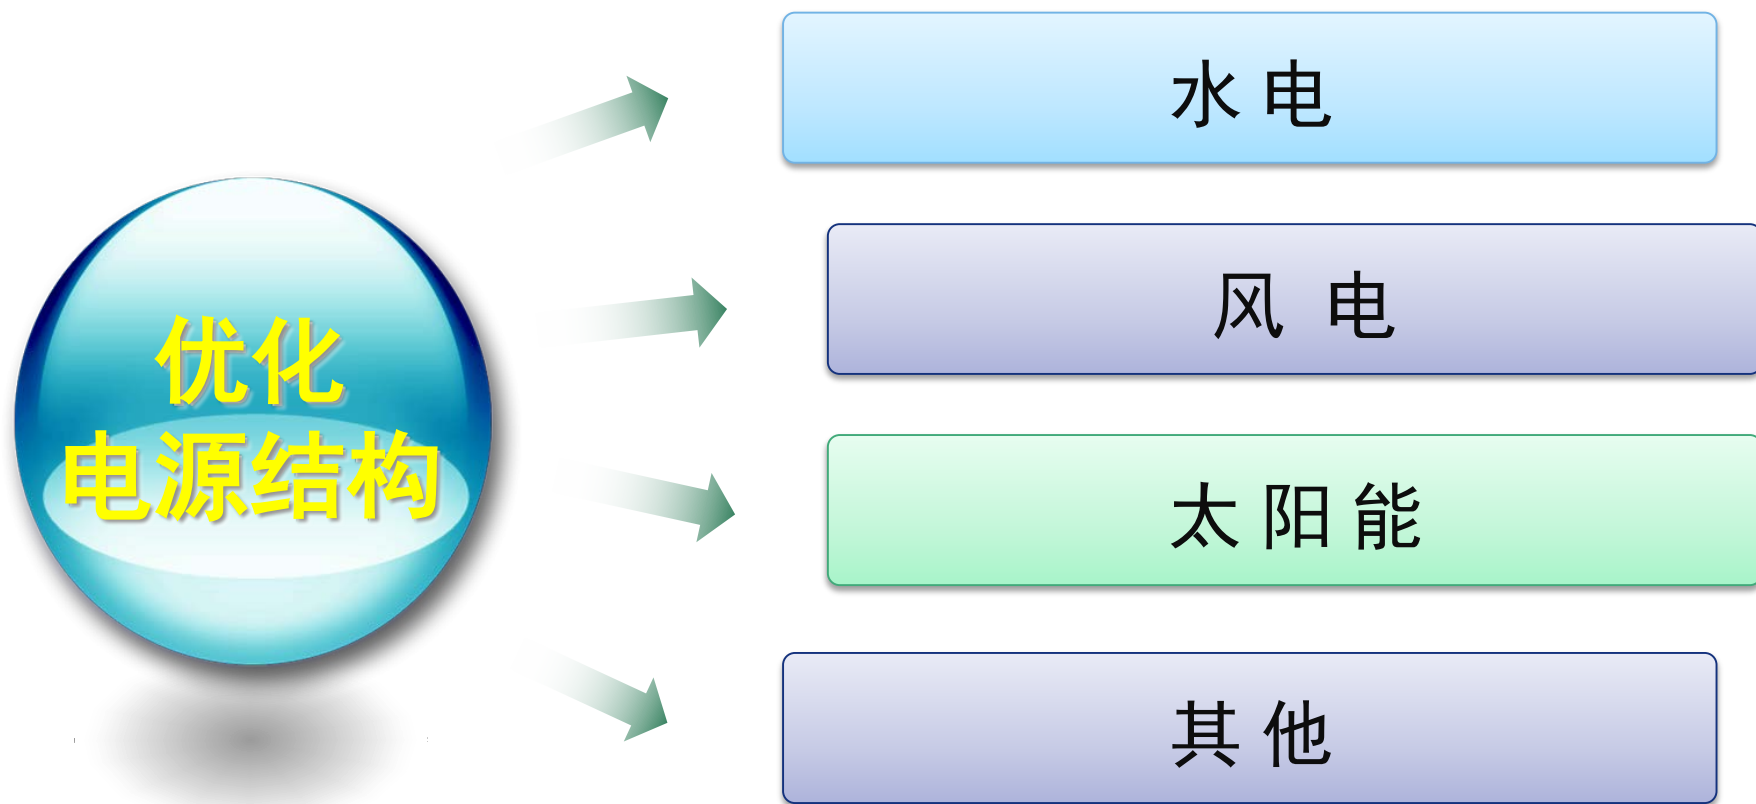 优化
电源结构
水 电
风 电
太 阳 能
其 他